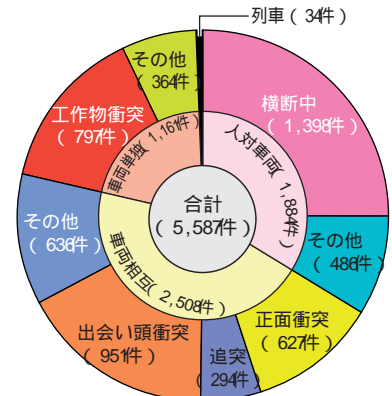 列車（ 34件）
その他
（364件）
横断中
（ 1,398件）
工作物衝突
（ 797件）
車両単独（1,161件）
人対車両（1,884件）
合計
（ 5,587件）
その他
（ 636件）
その他
（ 486件）
車両相互（2,508件）
正面衝突
（ 627件）
出会い頭衝突
（ 951件）
追突
（294件）